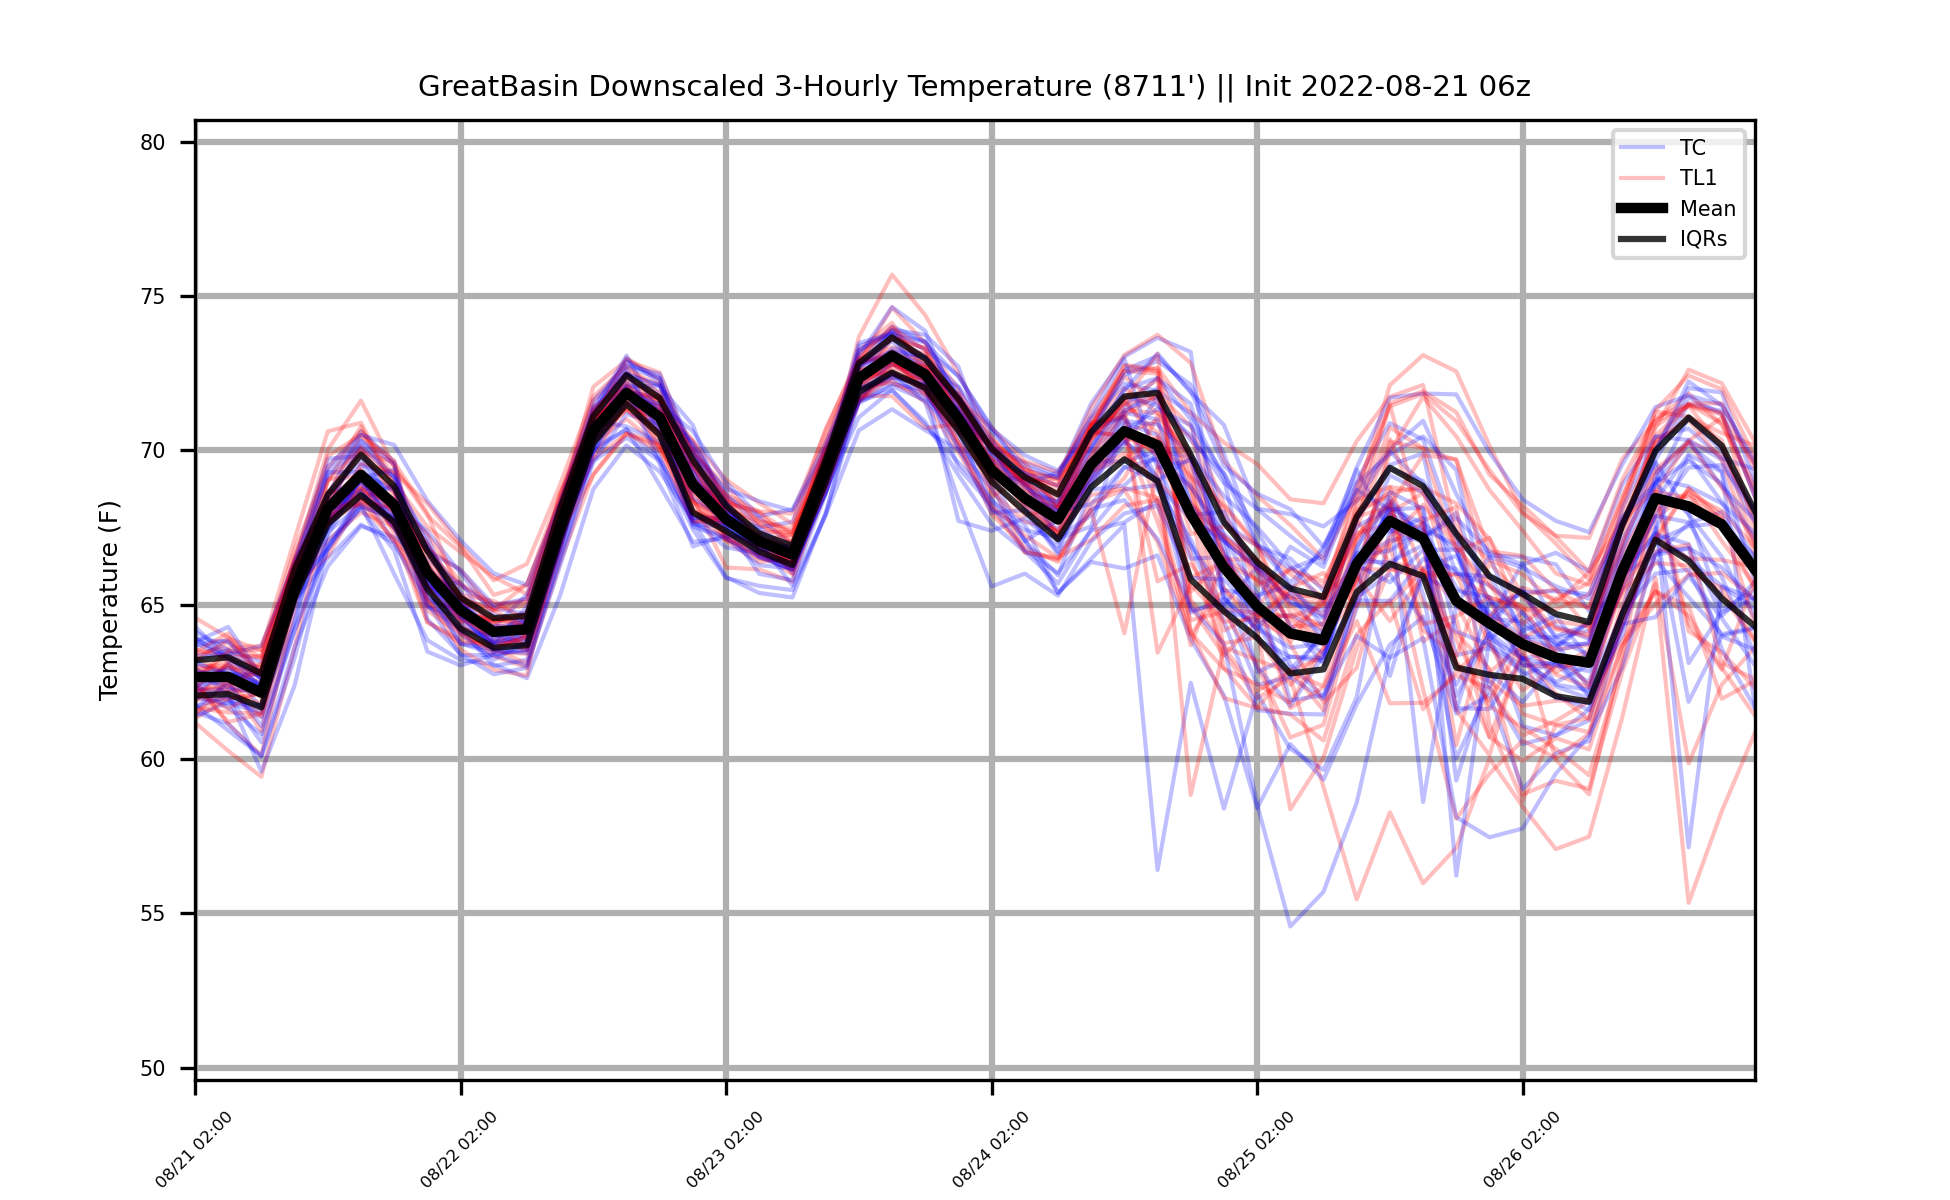 GreatBasin Downscaled 3-Hourly Temperature (8711') || Init 2022-08-21 06z
TC
TL1
Mean
IQRs
Temperature (F)
80
75
70
65
60
55
50
08/21 02:00
08/22 02:00
08/23 02:00
08/24 02:00
08/25 02:00
08/26 02:00